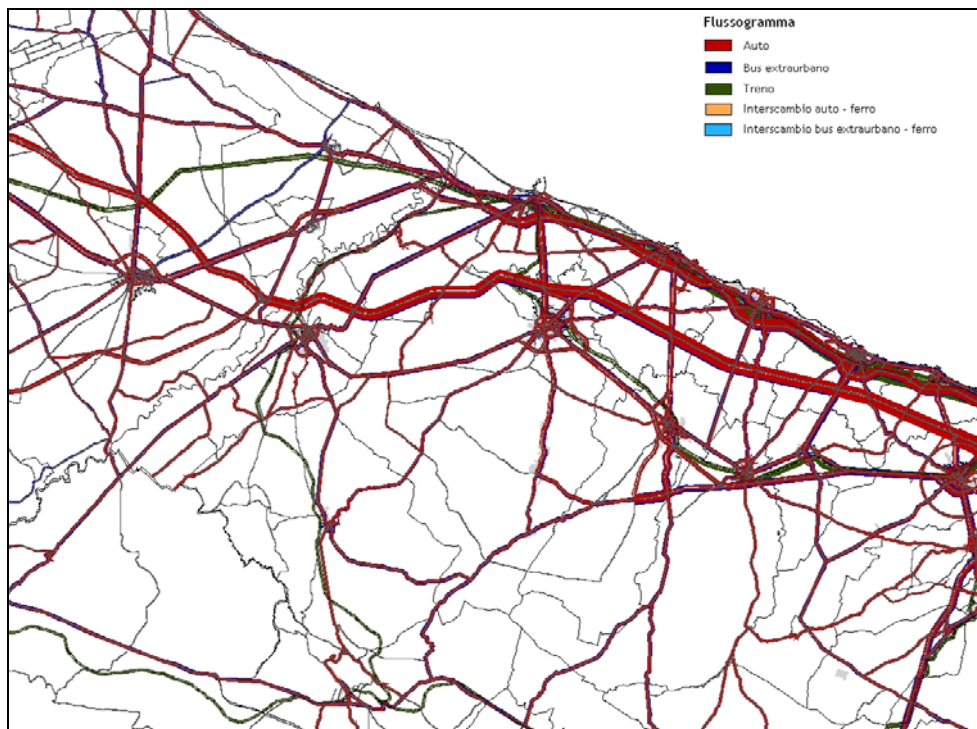 Flussogramma
Auto
Bus extraurbano
Treno
Interscambio auto - ferro
Interscambio bus extraurbano - ferro